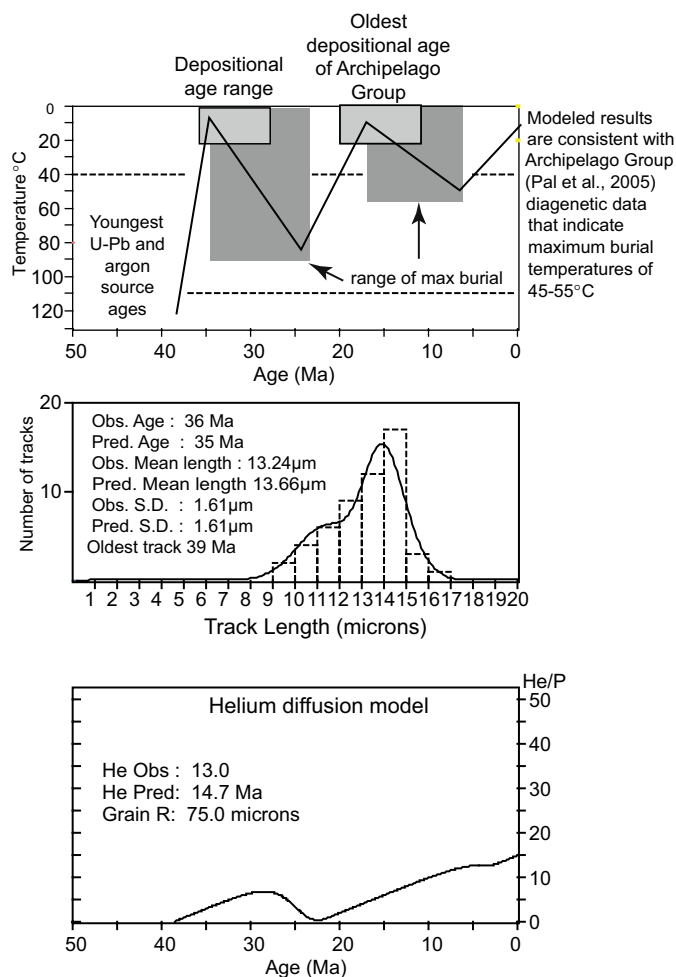 Oldest
depositional age
of Archipelago
Group
Depositional
age range
0
20
40
60
80
100
120
Temperature°C
Youngest
U-Pb and
argon
source
ages
range of max burial
Modeled results
are consistent with
Archipelago Group
(Pal et al., 2005)
diagenetic data
that indicate
maximum burial
temperatures of
45-55°C
50 40 30 20 10 0
Age (Ma)
20
10
Number of tracks
Obs. Age : 36 Ma
Pred. Age : 35 Ma
Obs. Mean length : 13.24µm
Pred. Mean length 13.66µm
Obs. S.D. : 1.61µm
Pred. S.D. : 1.61µm
Oldest track 39 Ma
1 2 3 4 5 6 7 8 9 10 11 12 13 14 15 16 17 18 19 20
Track Length (microns)
He/P
Helium diffusion model
50
40
30
20
10
0
He Obs : 13.0
He Pred: 14.7 Ma
Grain R: 75.0 microns
50 40 30 20 10 0
Age (Ma)